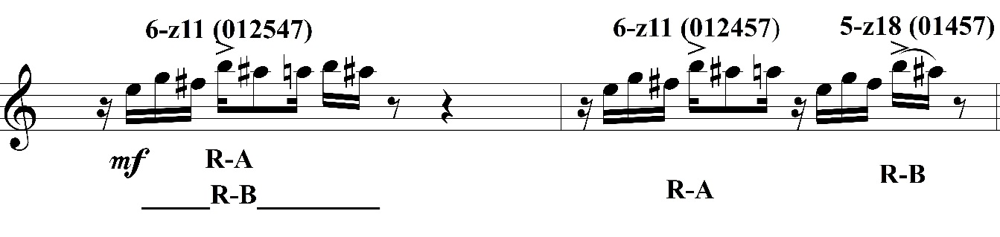 6-z11 (012547)
6-z11 (012457)
5-z18 (01457)
mf
R-A
R-B
R-A
R-B